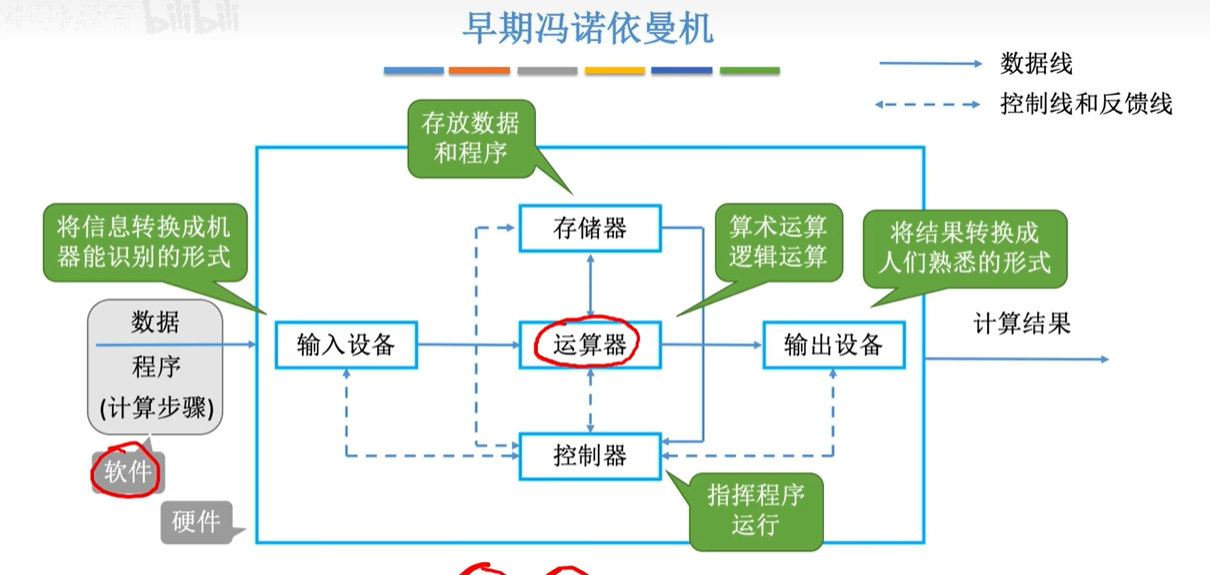 bilibili
早期冯诺依曼机
数据线
控制线和反馈线
存放数据
和程序
将信息转换成机
器能识别的形式
存储器
算术运算
逻辑运算
将结果转换成
人们熟悉的形式
数据
程序
(计算步骤)
输入设备
运算器
输出设备
计算结果
控制器
软件
硬件
指挥程序
运行